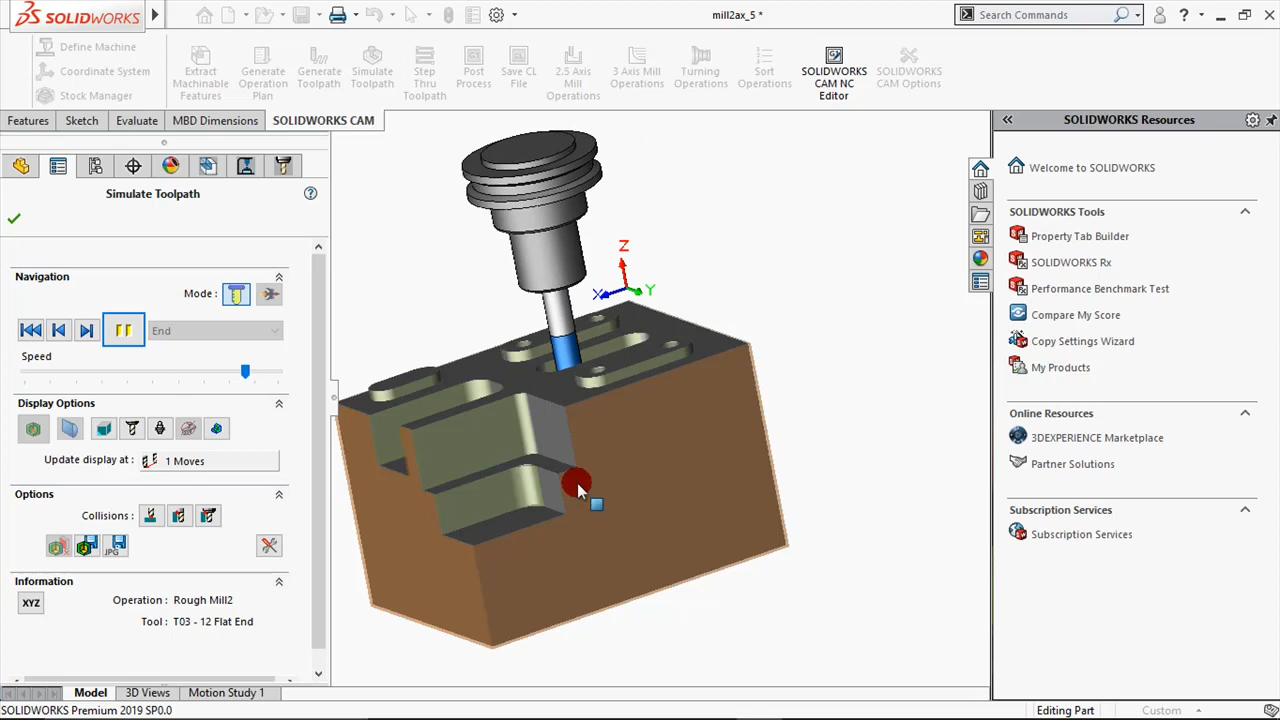 SOLIDWORKS
mill2ax_5 *
Search Commands
Define Machine
Coordinate System
Stock Manager
Extract
Machinable
Features
Generate
Operation
Plan
Generate
Toolpath
Simulate
Toolpath
Step
Thru
Toolpath
Post
Process
Save CL
File
2.5 Axis
Mill
Operations
3 Axis Mill
Operations
Turning
Operations
Sort
Operations
SOLIDWORKS
CAM NC
Editor
SOLIDWORKS
CAM Options
Features
Sketch
Evaluate
MBD Dimensions
SOLIDWORKS CAM
Simulate Toolpath
Navigation
Mode :
End
Speed
Display Options
Update display at :
1 Moves
Options
Collisions :
JPG
Information
XYZ
Operation : Rough Mill2
Tool : T03 - 12 Flat End
Z
X
Y
SOLIDWORKS Resources
Welcome to SOLIDWORKS
SOLIDWORKS Tools
Property Tab Builder
SOLIDWORKS Rx
Performance Benchmark Test
Compare My Score
Copy Settings Wizard
My Products
Online Resources
3DEXPERIENCE Marketplace
Partner Solutions
Subscription Services
Subscription Services
Model
3D Views
Motion Study 1
SOLIDWORKS Premium 2019 SP0.0
Editing Part
Custom